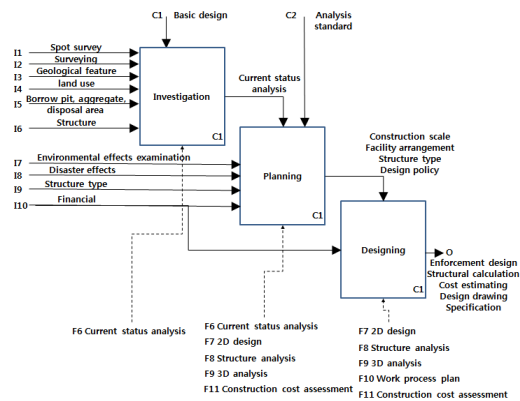 C1 Basic design
C2 Analysis
standard
I1 Spot survey
I2 Surveying
I3 Geological feature
I4 land use
I5 Borrow pit, aggregate,
disposal area
I6 Structure
Investigation
C1
Current status
analysis
I7 Environmental effects examination
I8 Disaster effects
I9 Structure type
I10 Financial
Planning
C1
Construction scale
Facility arrangement
Structure type
Design policy
Designing
C1
O
Enforcement design
Structural calculation
Cost estimating
Design drawing
Specification
F6 Current status analysis
F6 Current status analysis
F7 2D design
F8 Structure analysis
F9 3D analysis
F11 Construction cost assessment
F7 2D design
F8 Structure analysis
F9 3D analysis
F10 Work process plan
F11 Construction cost assessment